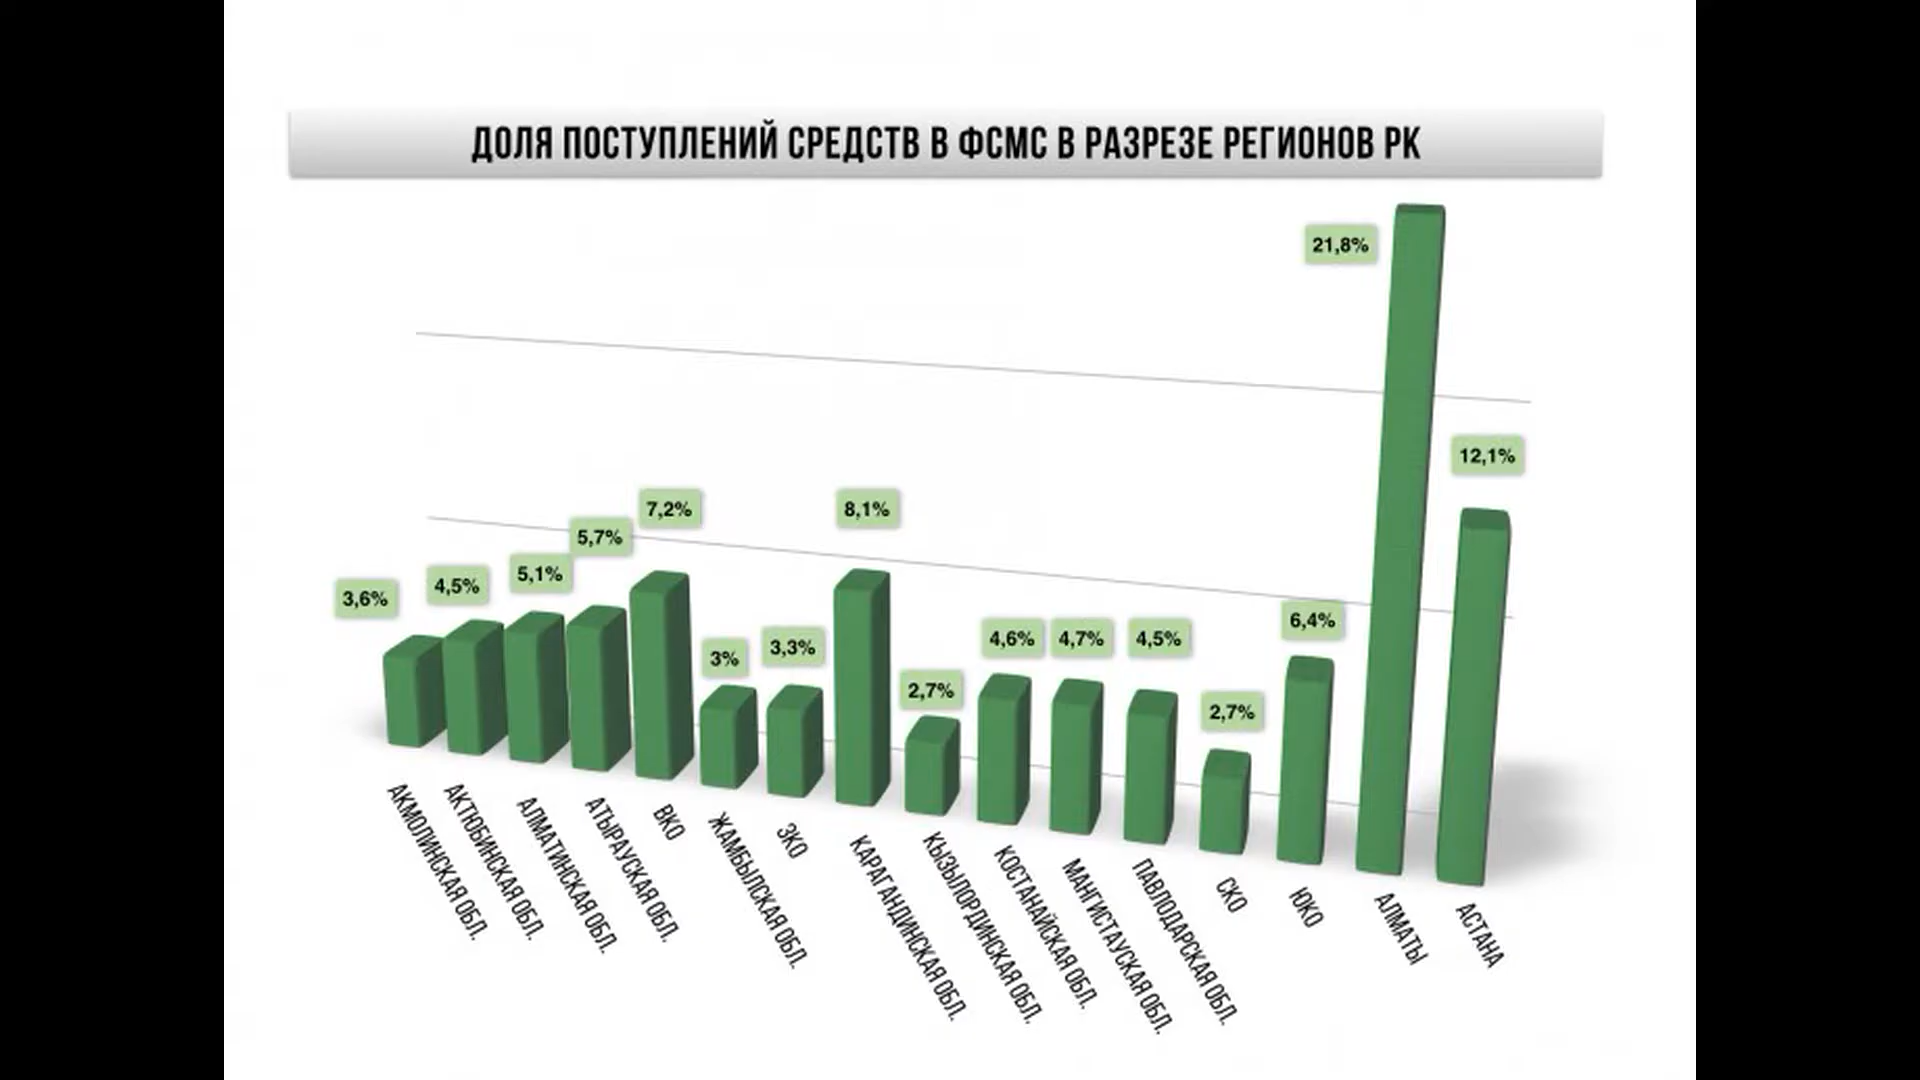 ДОЛЯ ПОСТУПЛЕНИЙ СРЕДСТВ В ФСМС В РАЗРЕЗЕ РЕГИОНОВ РК
3,6%
4,5%
5,1%
5,7%
7,2%
3%
3,3%
8,1%
2,7%
4,6%
4,7%
4,5%
2,7%
6,4%
21,8%
12,1%
АКМОЛИНСКАЯ ОБЛ.
АКТЮБИНСКАЯ ОБЛ.
АЛМАТИНСКАЯ ОБЛ.
АТЫРАУСКАЯ ОБЛ.
ВКО
ЖАМБЫЛСКАЯ ОБЛ.
ЗКО
КАРАГАНДИНСКАЯ ОБЛ.
КЫЗЫЛОРДИНСКАЯ ОБЛ.
КОСТАНАЙСКАЯ ОБЛ.
МАНГИСТАУСКАЯ ОБЛ.
ПАВЛОДАРСКАЯ ОБЛ.
СКО
ЮКО
АЛМАТЫ
АСТАНА